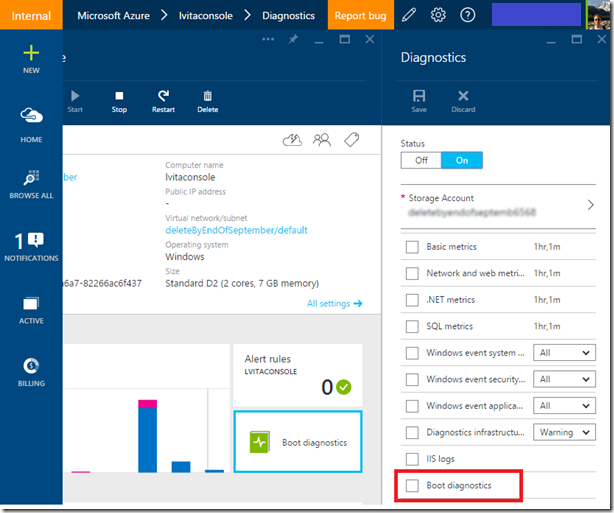 Internal
Microsoft Azure
lvitaconsole
Diagnostics
Report bug
NEW
HOME
BROWSE ALL
1
NOTIFICATIONS
ACTIVE
BILLING
e
Start
Stop
Restart
Delete
mber
Computer name
lvitaconsole
Public IP address
-
Virtual network/subnet
deleteByEndOfSeptember/default
Operating system
Windows
Size
Standard D2 (2 cores, 7 GB memory)
6a7-82266ac6f437
All settings →
Alert rules
LVITACONSOLE
0
Boot diagnostics
Diagnostics
Save
Discard
Status
Off On
* Storage Account
deletebyendofseptemb6568
Basic metrics 1hr,1m
Network and web metri... 1hr,1m
.NET metrics 1hr,1m
SQL metrics 1hr,1m
Windows event system ... All
Windows event security... All
Windows event applica... All
Diagnostics infrastructu... Warning
IIS logs
Boot diagnostics